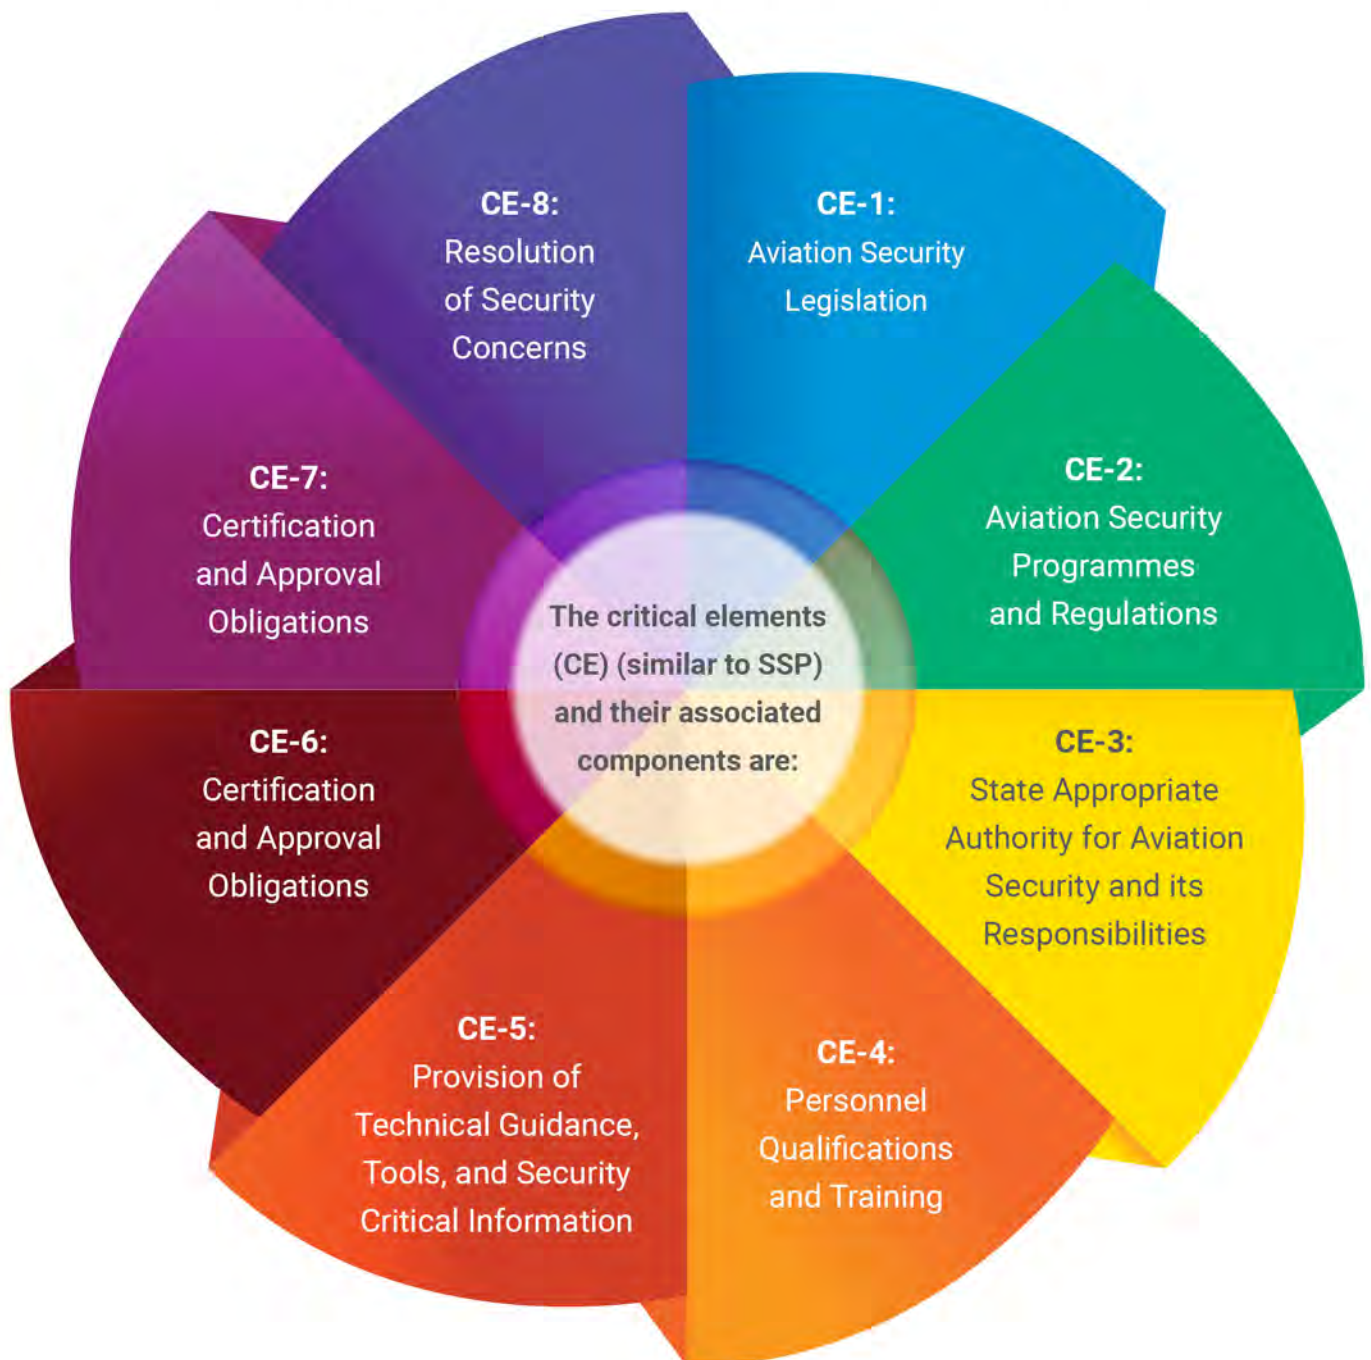 The critical elements
(CE) (similar to SSP)
and their associated
components are:
CE-1:
Aviation Security
Legislation
CE-2:
Aviation Security
Programmes
and Regulations
CE-3:
State Appropriate
Authority for Aviation
Security and its
Responsibilities
CE-4:
Personnel
Qualifications
and Training
CE-5:
Provision of
Technical Guidance,
Tools, and Security
Critical Information
CE-6:
Certification
and Approval
Obligations
CE-7:
Certification
and Approval
Obligations
CE-8:
Resolution
of Security
Concerns